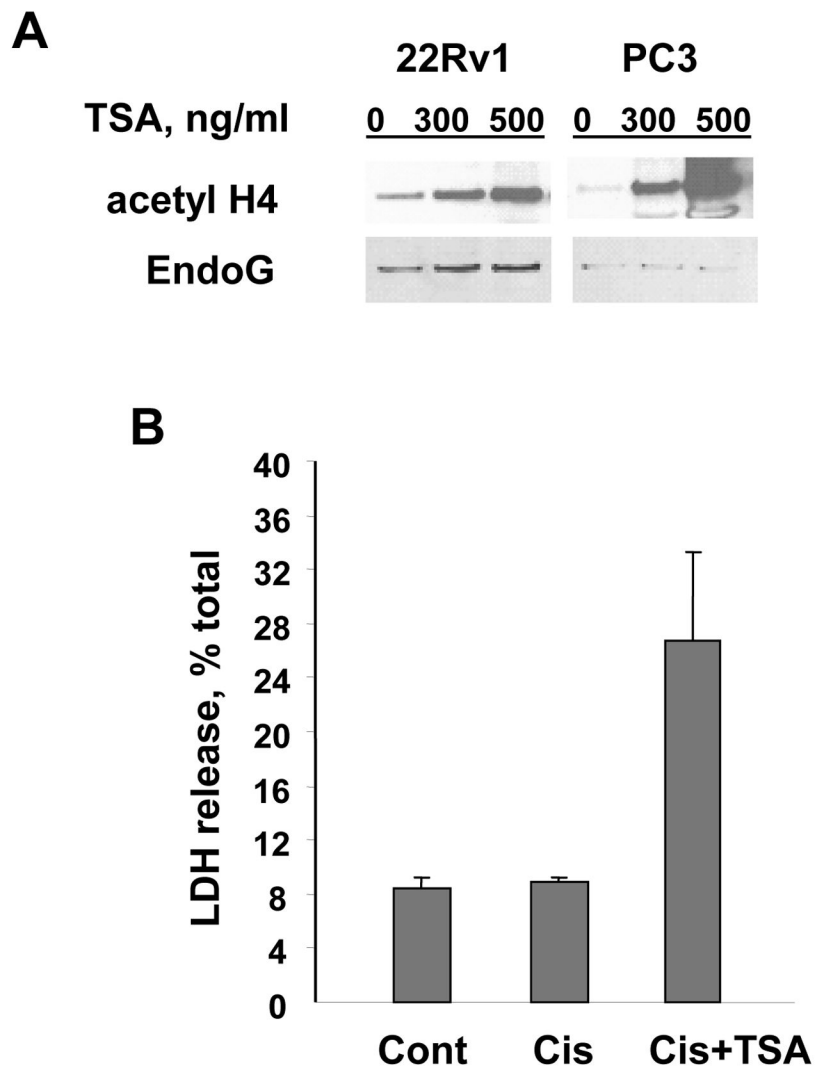 A
22Rv1 PC3
TSA, ng/ml 0 300 500 0 300 500
acetyl H4
EndoG
B
LDH release, % total
40
36
32
28
24
20
16
12
8
4
0
Cont Cis Cis+TSA